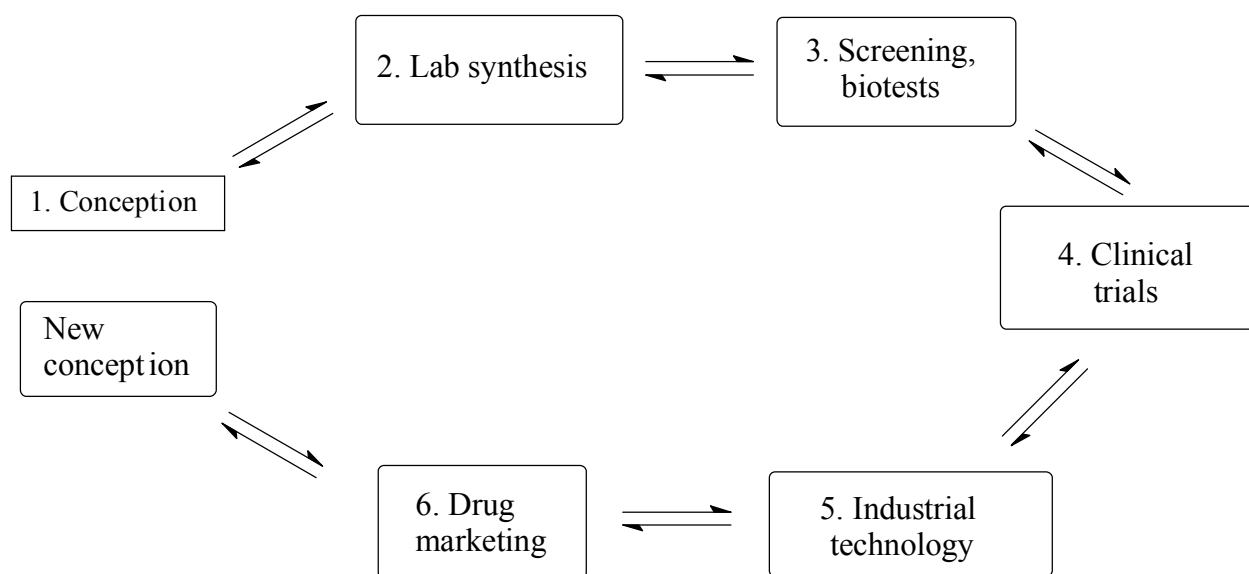 1. Conception
2. Lab synthesis
3. Screening,
biotests
4. Clinical
trials
5. Industrial
technology
6. Drug
marketing
New
conception